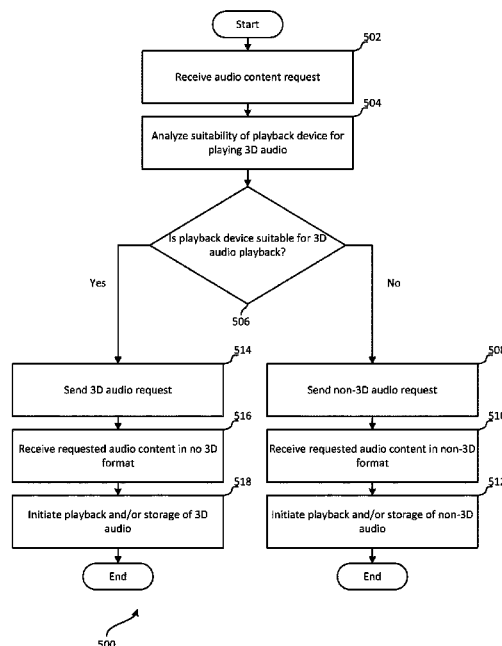 Start
502
Receive audio content request
504
Analyze suitability of playback device for
playing 3D audio
Is playback device suitable for 3D
audio playback?
Yes
No
506
514
Send 3D audio request
508
Send non-3D audio request
516
Receive requested audio content in no 3D
format
510
Receive requested audio content in non-3D
format
518
Initiate playback and/or storage of 3D
audio
512
Initiate playback and/or storage of non-3D
audio
End
End
500